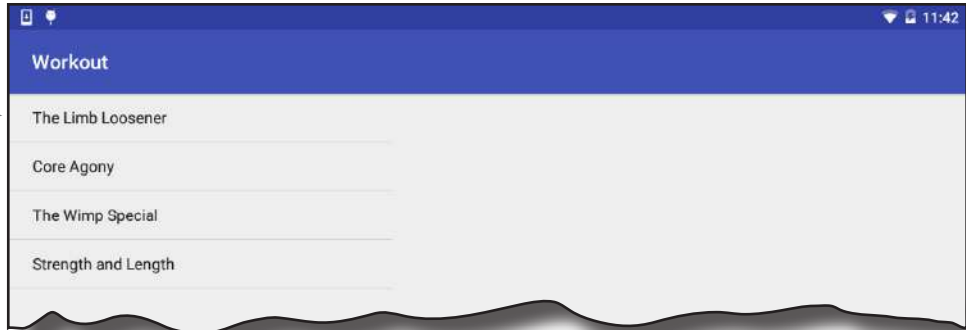 11:42
Workout
The Limb Loosener
Core Agony
The Wimp Special
Strength and Length